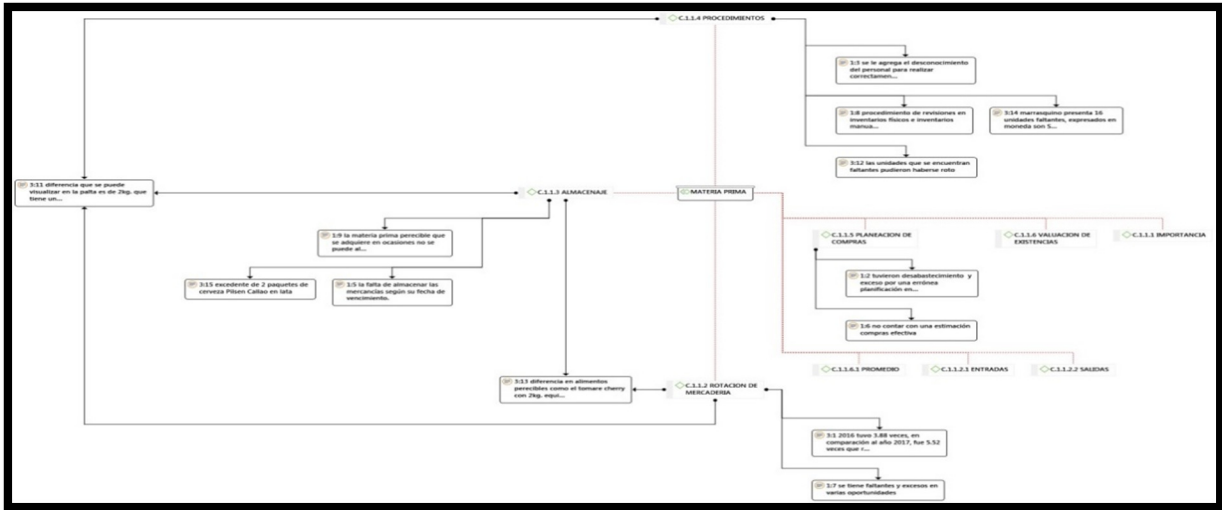 C.1.1.4 PROCEDIMIENTOS
1:3 se le agrega el desconocimiento
del personal para realizar
correctamen...
1:8 procedimiento de revisiones en
inventarios físicos e inventarios
manua...
3:14 marrasquino presenta 16
unidades faltantes, expresados en
moneda son S...
3:12 las unidades que se encuentran
faltantes pudieron haberse roto
3:11 diferencia que se puede
visualizar en la palta es de 2kg. que
tiene un...
C.1.1.3 ALMACENAJE
MATERIA PRIMA
1:9 la materia prima perecible que
se adquiere en ocasiones no se
puede al...
3:15 excedente de 2 paquetes de
cerveza Pilsen Callao en lata
1:5 la falta de almacenar las
mercancías según su fecha de
vencimiento.
C.1.1.5 PLANEACION DE
COMPRAS
C.1.1.6 VALUACION DE
EXISTENCIAS
C.1.1.1 IMPORTANCIA
1:2 tuvieron desabastecimiento y
exceso por una errónea
planificación en...
1:6 no contar con una estimación
compras efectiva
C.1.1.6.1 PROMEDIO
C.1.1.2.1 ENTRADAS
C.1.1.2.2 SALIDAS
3:13 diferencia en alimentos
perecibles como el tomare cherry
con 2kg. equi...
C.1.1.2 ROTACION DE
MERCADERIA
3:1 2016 tuvo 3.88 veces, en
comparación al año 2017, fue 5.52
veces que r...
1:7 se tiene faltantes y excesos en
varias oportunidades